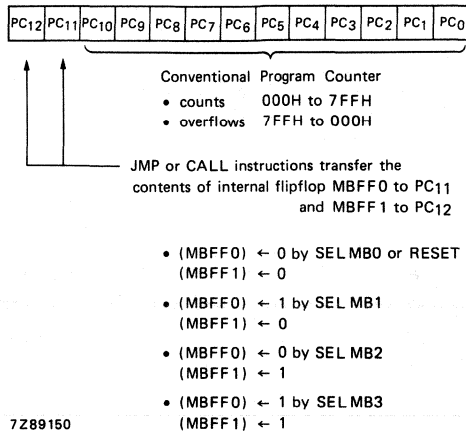 PC12 PC11 PC10 PC9 PC8 PC7 PC6 PC5 PC4 PC3 PC2 PC1 PC0
Conventional Program Counter
• counts 000H to 7FFH
• overflows 7FFH to 000H
JMP or CALL instructions transfer the
contents of internal flipflop MBFF0 to PC11
and MBFF1 to PC12
• (MBFF0) ← 0 by SEL MB0 or RESET
(MBFF1) ← 0
• (MBFF0) ← 1 by SEL MB1
(MBFF1) ← 0
• (MBFF0) ← 0 by SEL MB2
(MBFF1) ← 1
• (MBFF0) ← 1 by SEL MB3
7Z89150 (MBFF1) ← 1